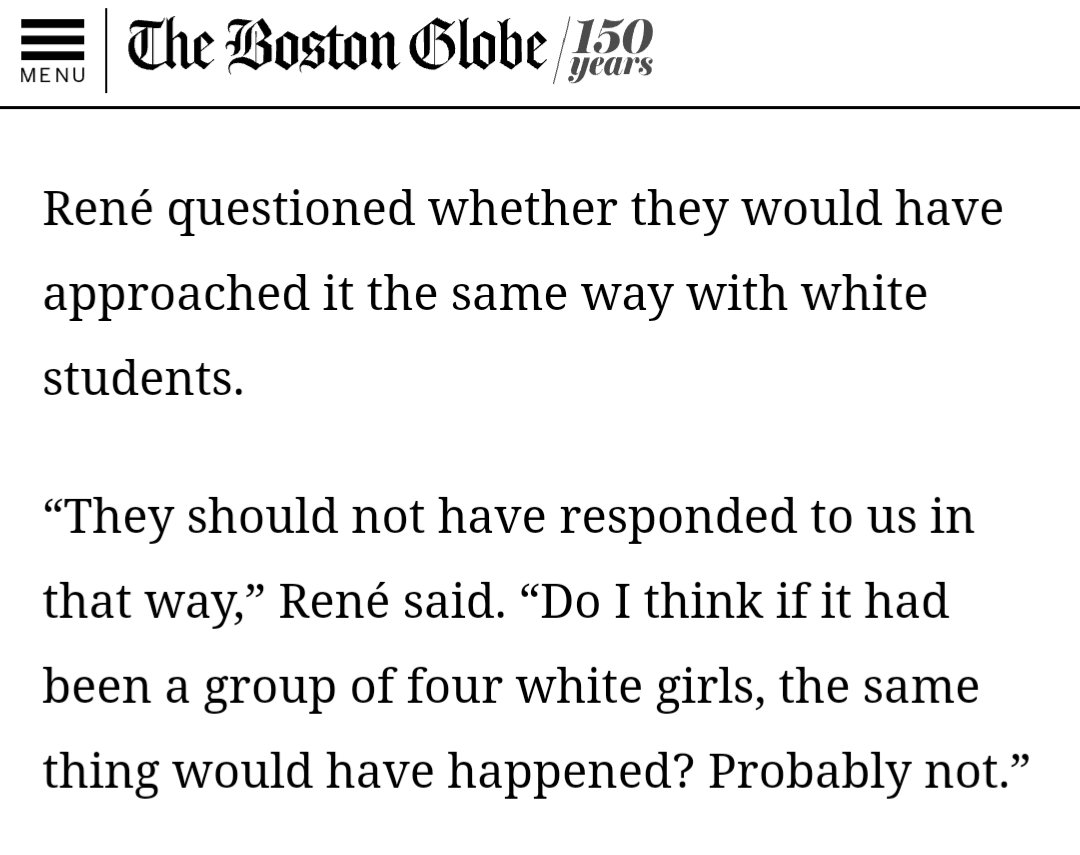 MENU
The Boston Globe
150
years
René questioned whether they would have
approached it the same way with white
students.
“They should not have responded to us in
that way,” René said. “Do I think if it had
been a group of four white girls, the same
thing would have happened? Probably not.”